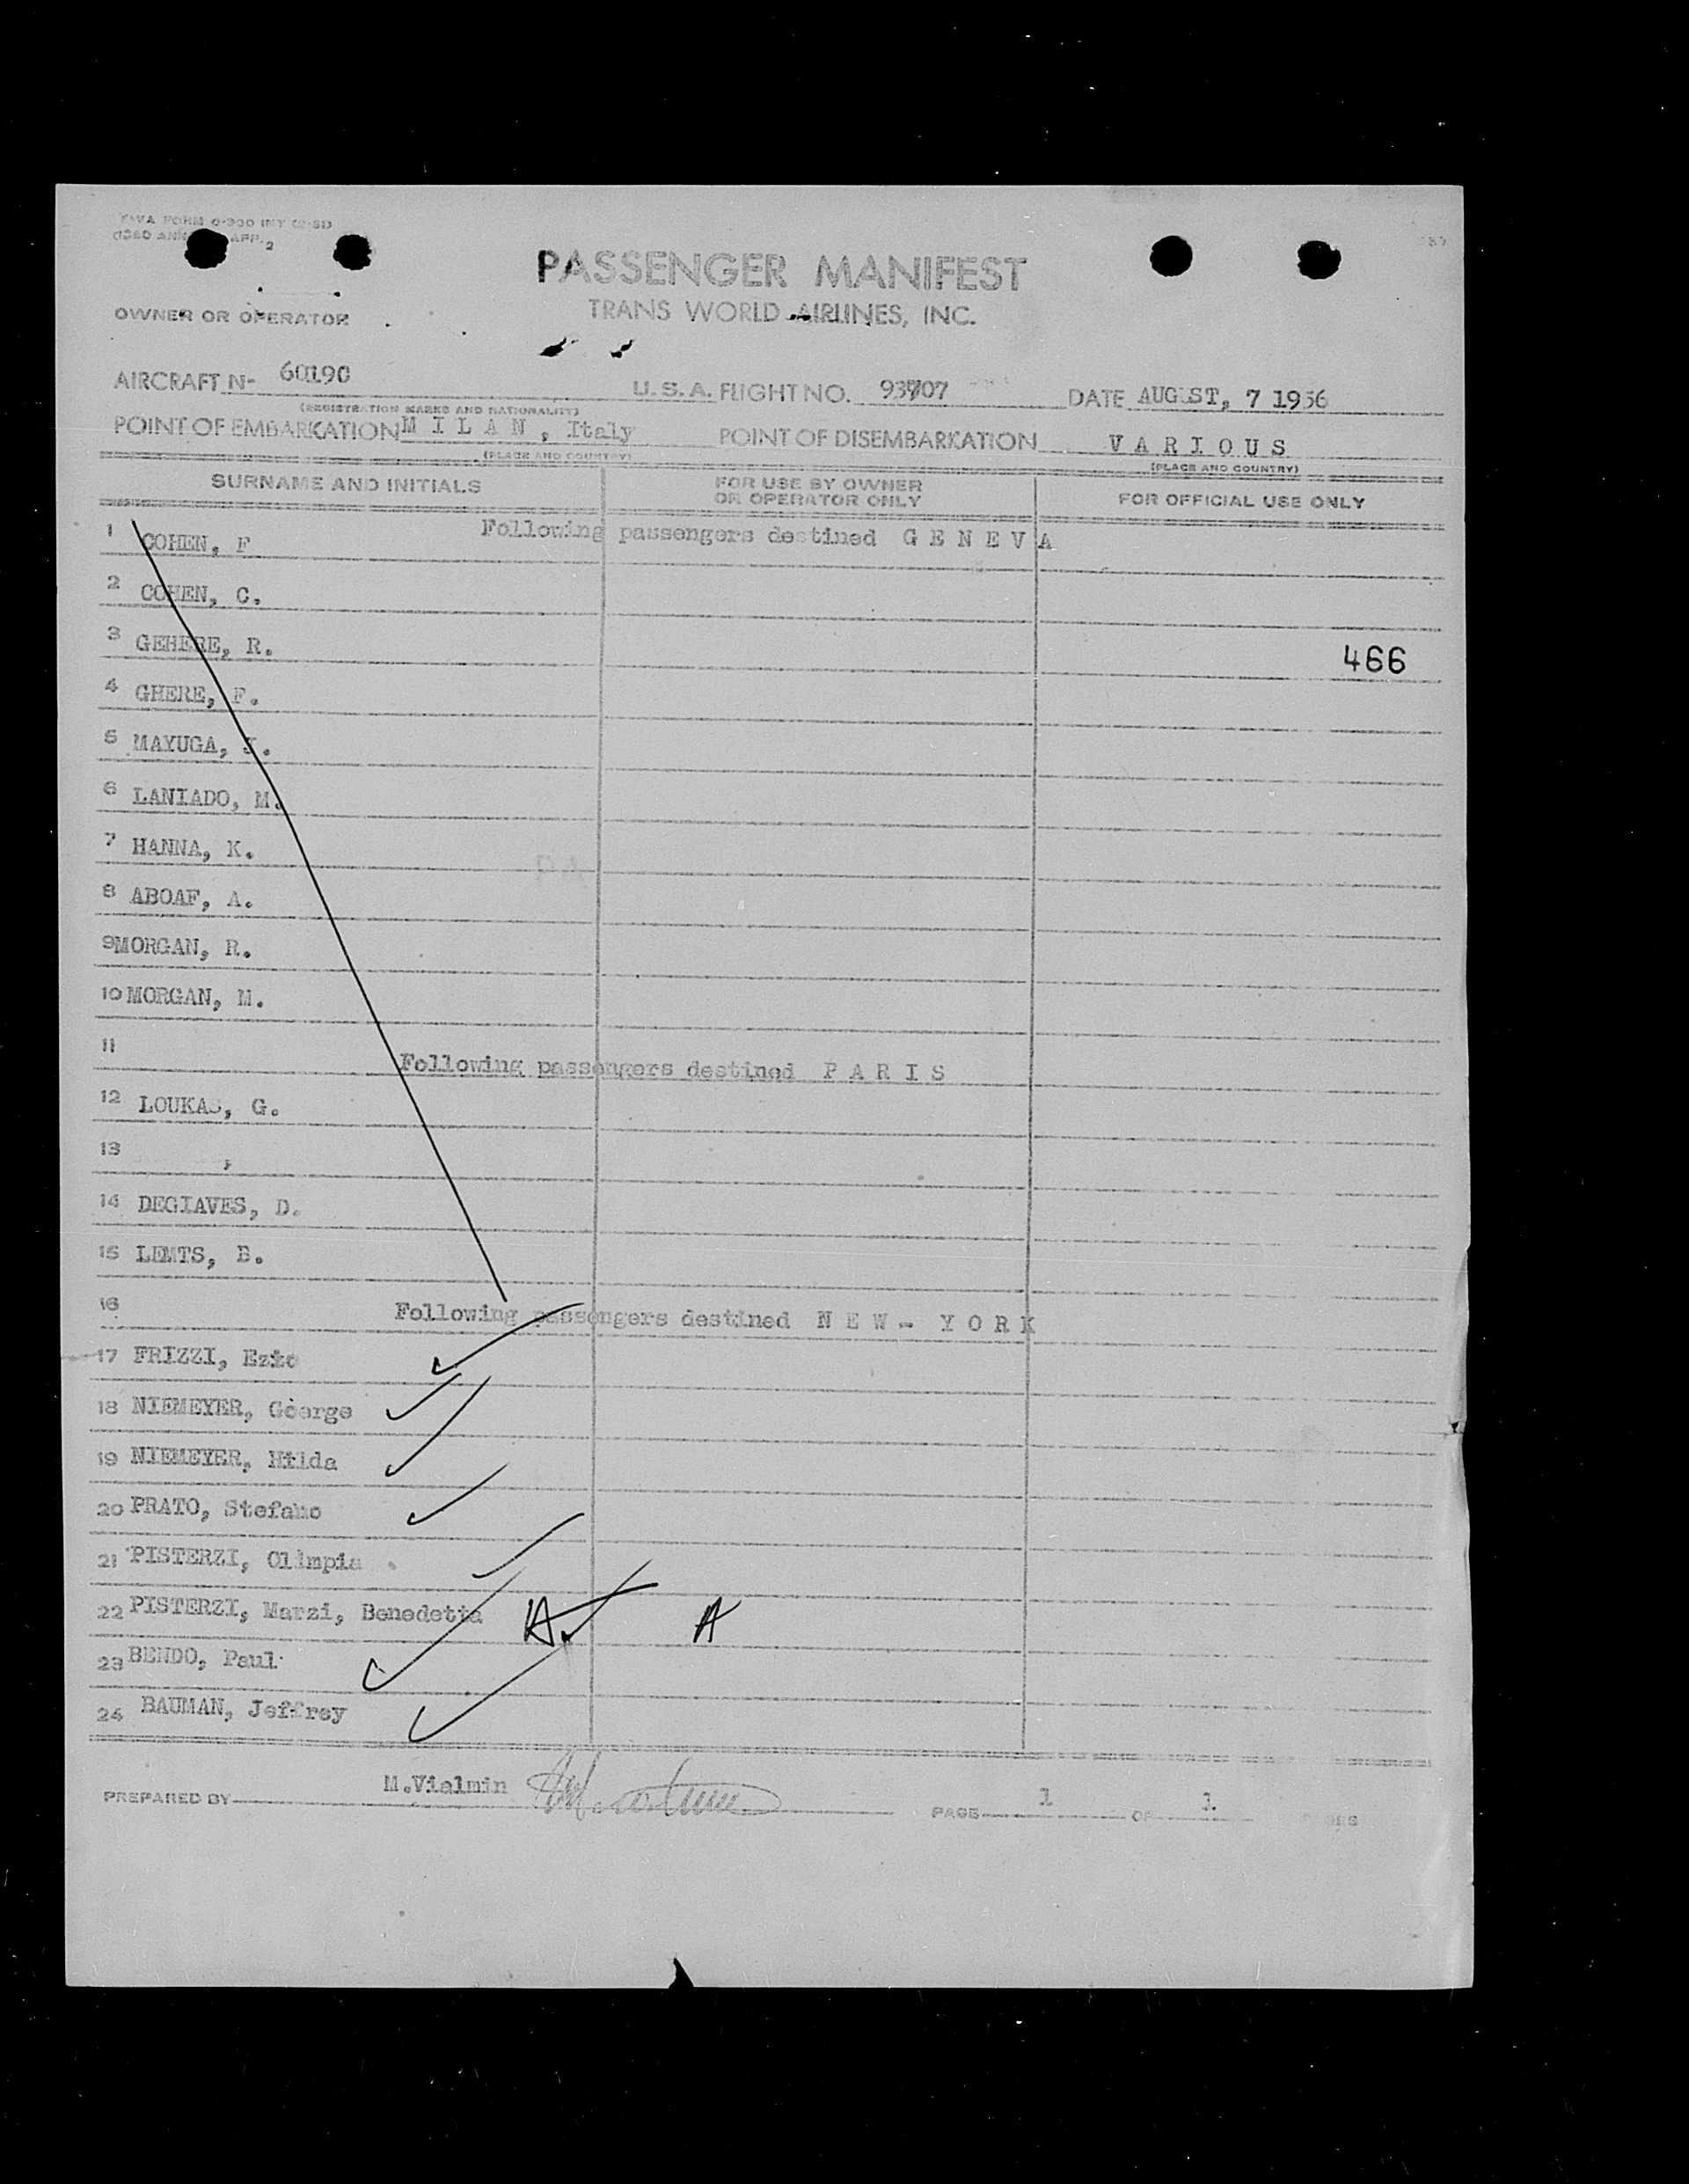 TWA FORM
PASSENGER MANIFEST
TRANS WORLD AIRLINES, INC.
OWNER OR OPERATOR
AIRCRAFT N- 60190 U.S.A. FLIGHT NO. DATE AUGUST, 7 1956
(REGISTRATION MARKS AND NATIONALITY)
POINT OF EMBARKATION M I L A N , Italy POINT OF DISEMBARKATION V A R I O U S
(PLACE AND COUNTRY) (PLACE AND COUNTRY)
SURNAME AND INITIALS FOR USE BY OWNER OR OPERATOR ONLY FOR OFFICIAL USE ONLY
Following passengers destined G E N E V A
1 COHEN, F
2 COHEN, C.
3 GEHERE, R.
466
4 GHERE, F.
5 MAYUGA, J.
6 LANIADO, M.
7 HANNA, K.
8 ABOAF, A.
9 MORGAN, R.
10 MORGAN, M.
11 Following passengers destined P A R I S
12 LOUKAS, G.
13
14 DEGIAVES, D.
15 LEMTS, B.
16 Following passengers destined N E W - Y O R K
17 FRIZZI, Ezio
18 NIEMEYER, George
19 NIEMEYER, Hilda
20 PRATO, Stefano
21 PISTERZI, Olimpia
22 PISTERZI, Marzi, Benedetta A. A
23 BENDO, Paul
24 BAUMAN, Jeffrey
PREPARED BY M.Vialmin PAGE 1 OF 1 PAGES